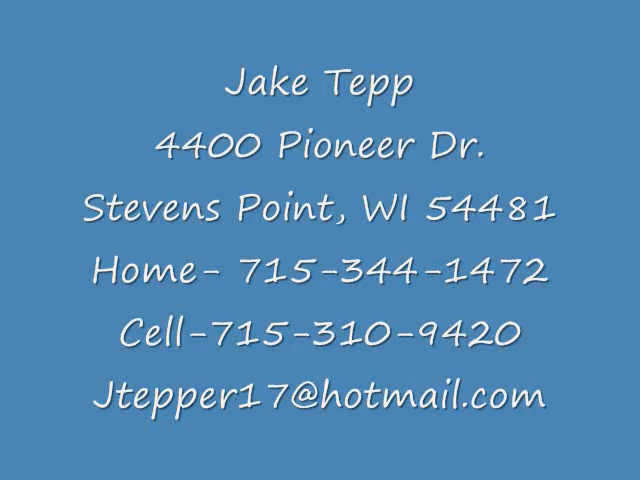 Jake Tepp
4400 Pioneer Dr.
Stevens Point, WI 54481
Home- 715-344-1472
Cell-715-310-9420
Jtepper17@hotmail.com